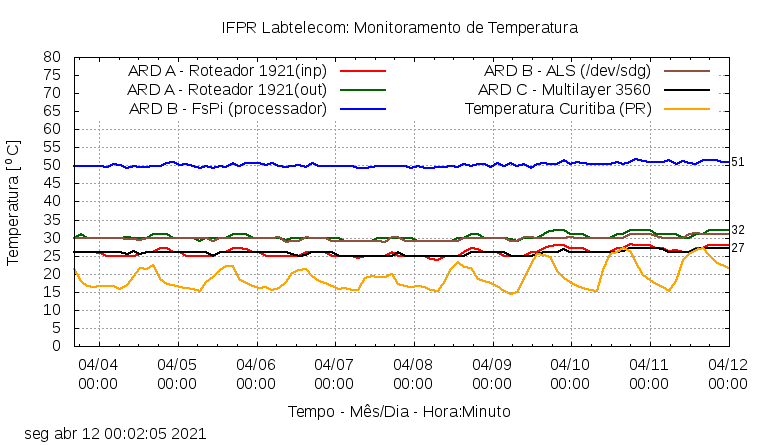 IFPR Labtelecom: Monitoramento de Temperatura
ARD A - Roteador 1921(inp)
ARD A - Roteador 1921(out)
ARD B - FsPi (processador)
ARD B - ALS (/dev/sdg)
ARD C - Multilayer 3560
Temperatura Curitiba (PR)
Temperatura [ºC]
80
75
70
65
60
55
50
45
40
35
30
25
20
15
10
5
0
51
32
27
04/04 04/05 04/06 04/07 04/08 04/09 04/10 04/11 04/12
00:00 00:00 00:00 00:00 00:00 00:00 00:00 00:00 00:00
Tempo - Mês/Dia - Hora:Minuto
seg abr 12 00:02:05 2021